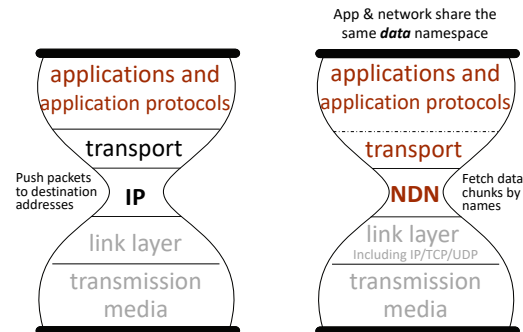 App & network share the
same data namespace
applications and
application protocols
transport
Push packets
to destination
addresses
IP
link layer
transmission
media
applications and
application protocols
transport
NDN
Fetch data
chunks by
names
link layer
Including IP/TCP/UDP
transmission
media